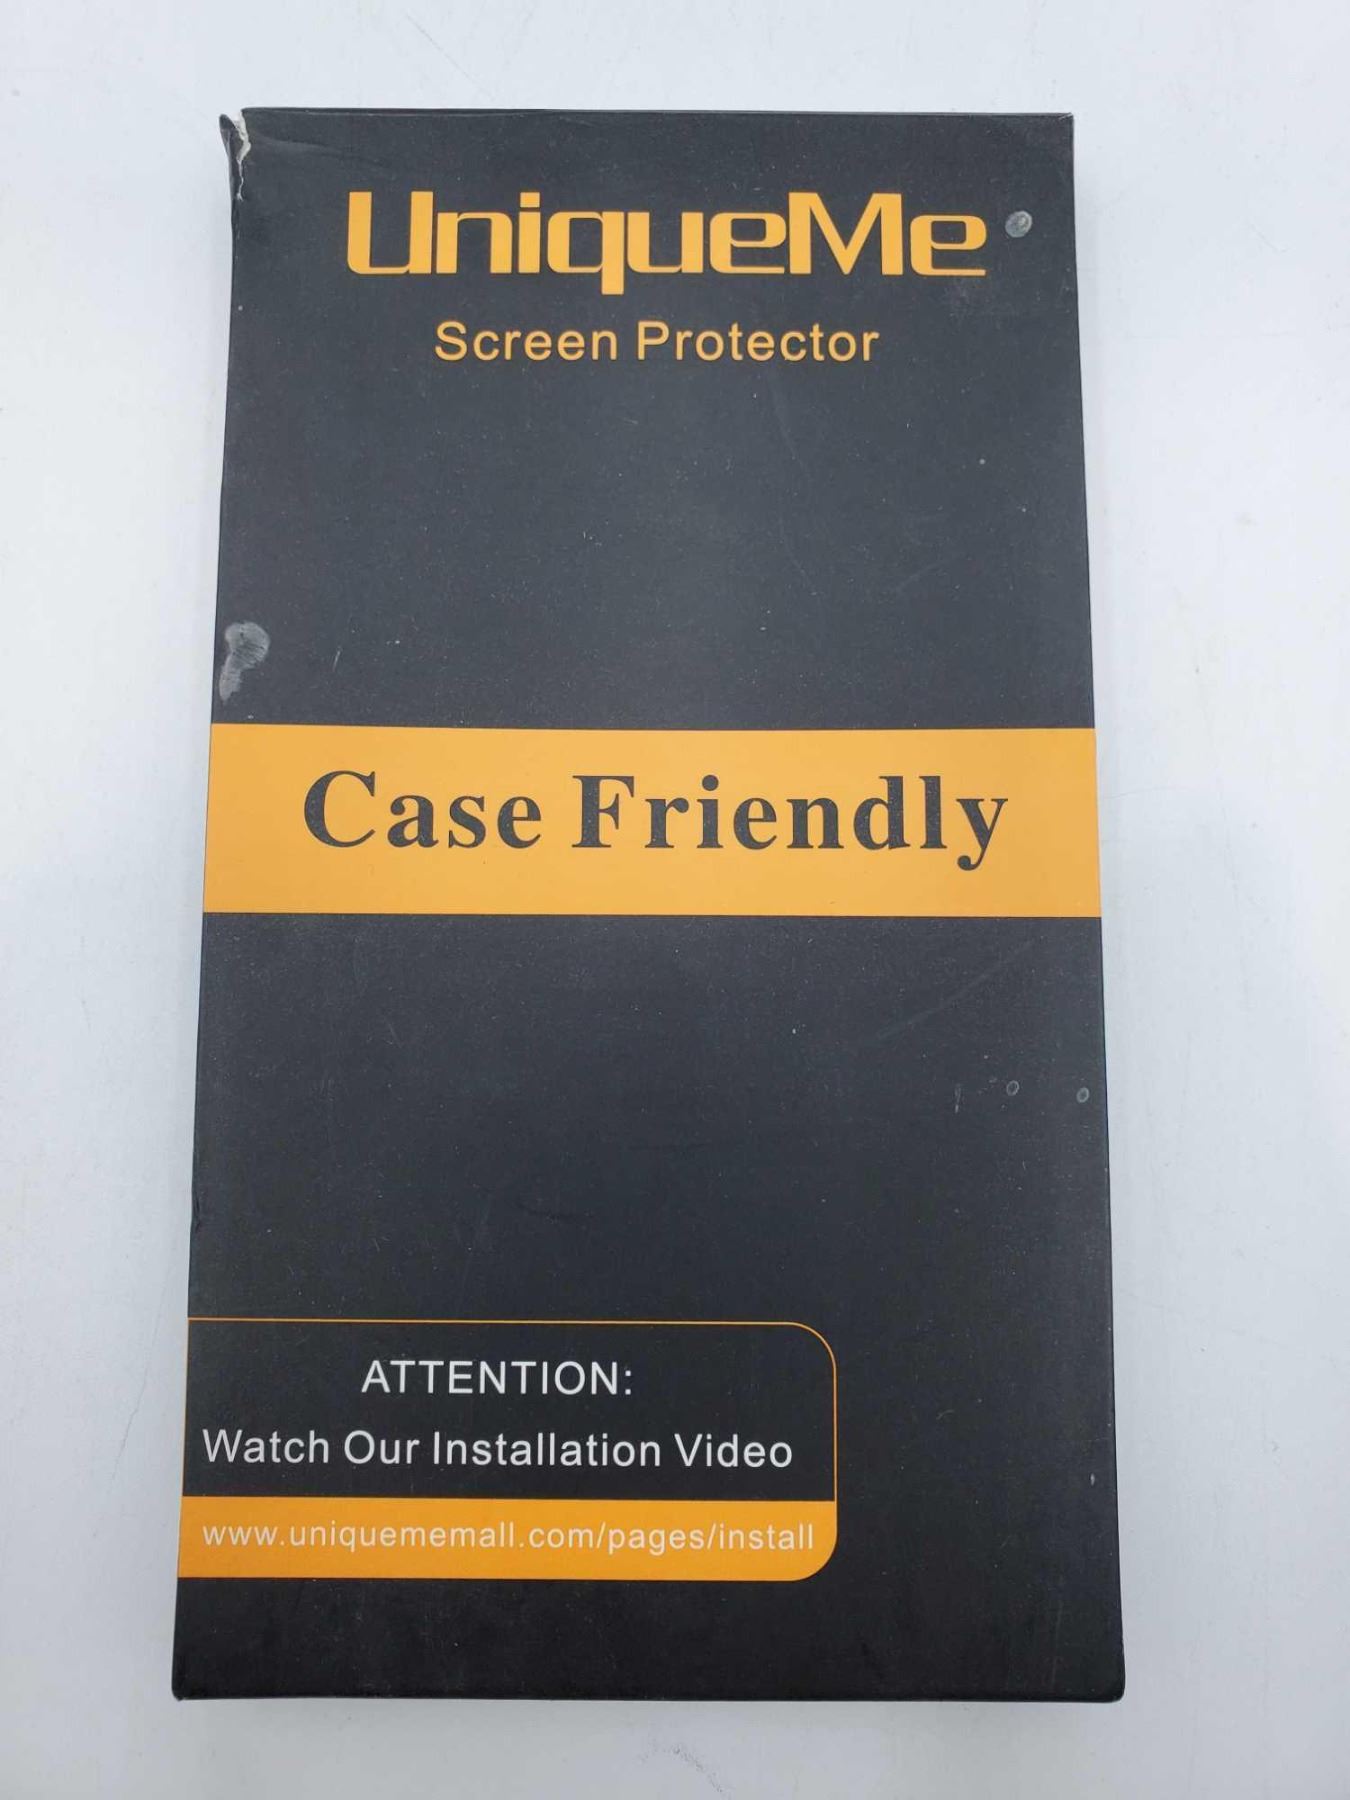 UniqueMe
Screen Protector
Case Friendly
ATTENTION:
Watch Our Installation Video
www.uniquememall.com/pages/install